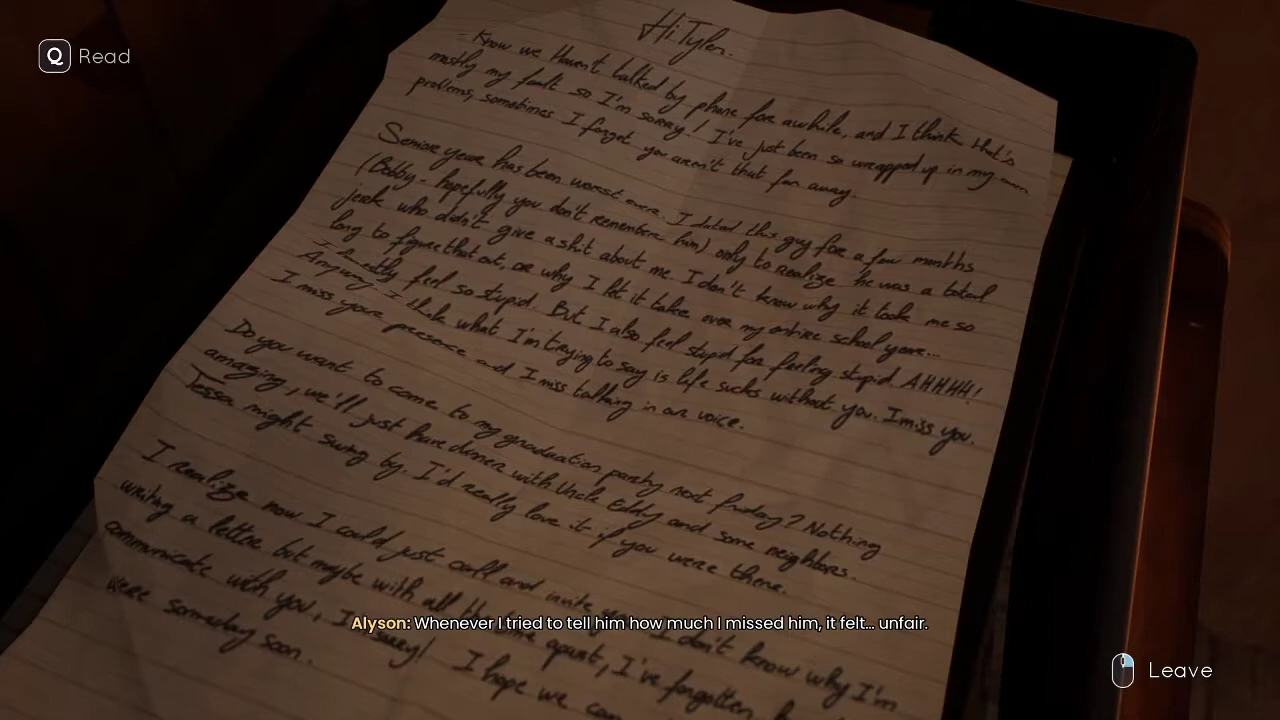 Q Read
Hi Tyler.
Know we Haven't talked by phone for awhile, and I think that's
mostly my fault so I'm sorry! I've just been so wrapped up in my own
problems, sometimes I forget you aren't that far away.
Senior year has been worst ever. I dated this guy for a few months
(Bobby - hopefully you don't remember him) only to realize he was a total
jerk who didn't give a shit about me. I don't know why it took me so
long to figure that out, or why I let it take over my entire school year...
I honestly feel so stupid. But I also feel stupid for feeling stupid. AHHHH!
Anyway I think what I'm trying to say is life sucks without you. I miss you.
I miss your presence and I miss talking in our voice.
Do you want to come to my graduation party next friday? Nothing
amazing, we'll just have dinner with Uncle Eddy and some neighbors.
Tessa might swing by. I'd really love it if you were there.
I realize now I could just call and invite you. I don't know why I'm
writing a letter but maybe with all the time apart, I've forgotten
communicate with you, I'm sorry! I hope we can
were someday soon.
Alyson: Whenever I tried to tell him how much I missed him, it felt... unfair.
Leave